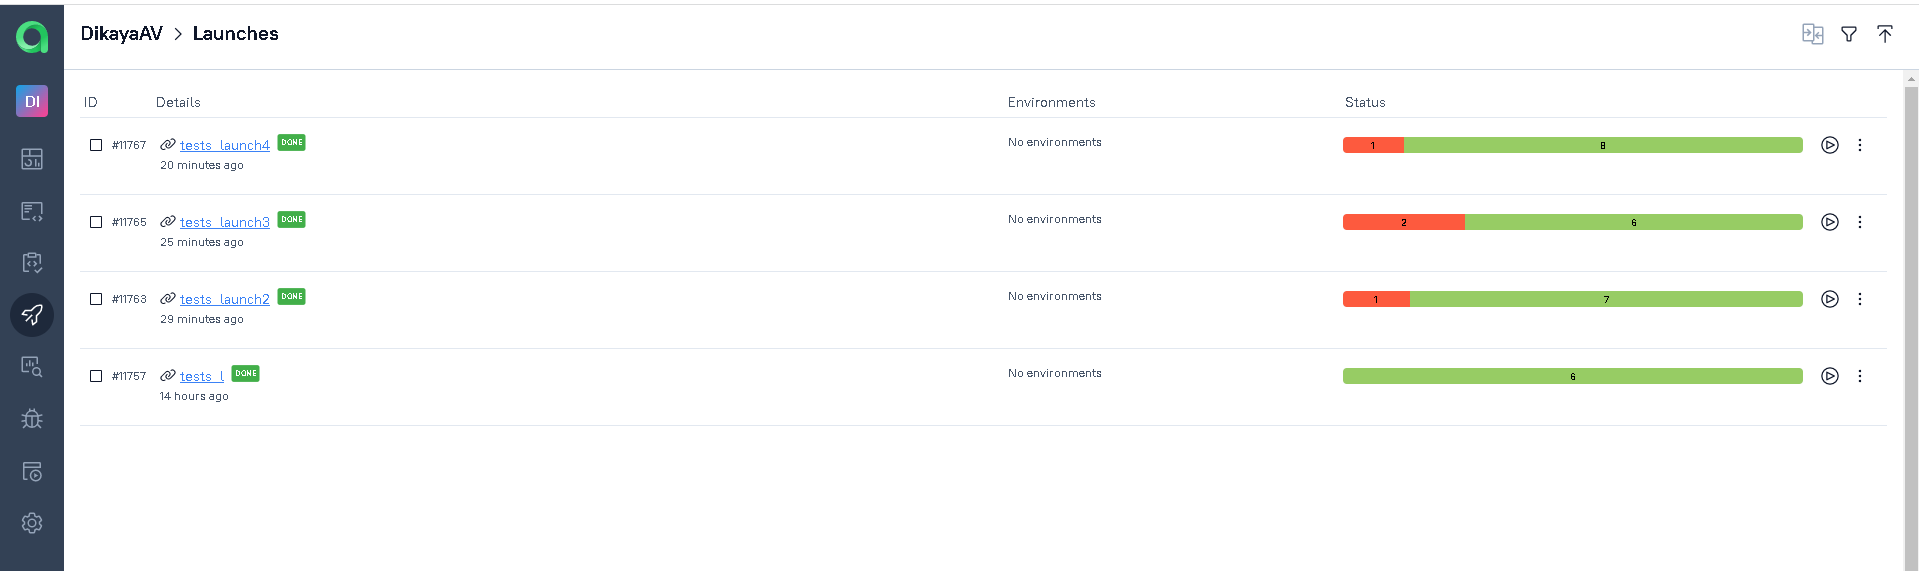 DikayaAV > Launches
DI
ID Details Environments Status
#11767 tests_launch4 DONE No environments 1 8
20 minutes ago
#11765 tests_launch3 DONE No environments 2 6
25 minutes ago
#11763 tests_launch2 DONE No environments 1 7
29 minutes ago
#11757 tests_l DONE No environments 6
14 hours ago